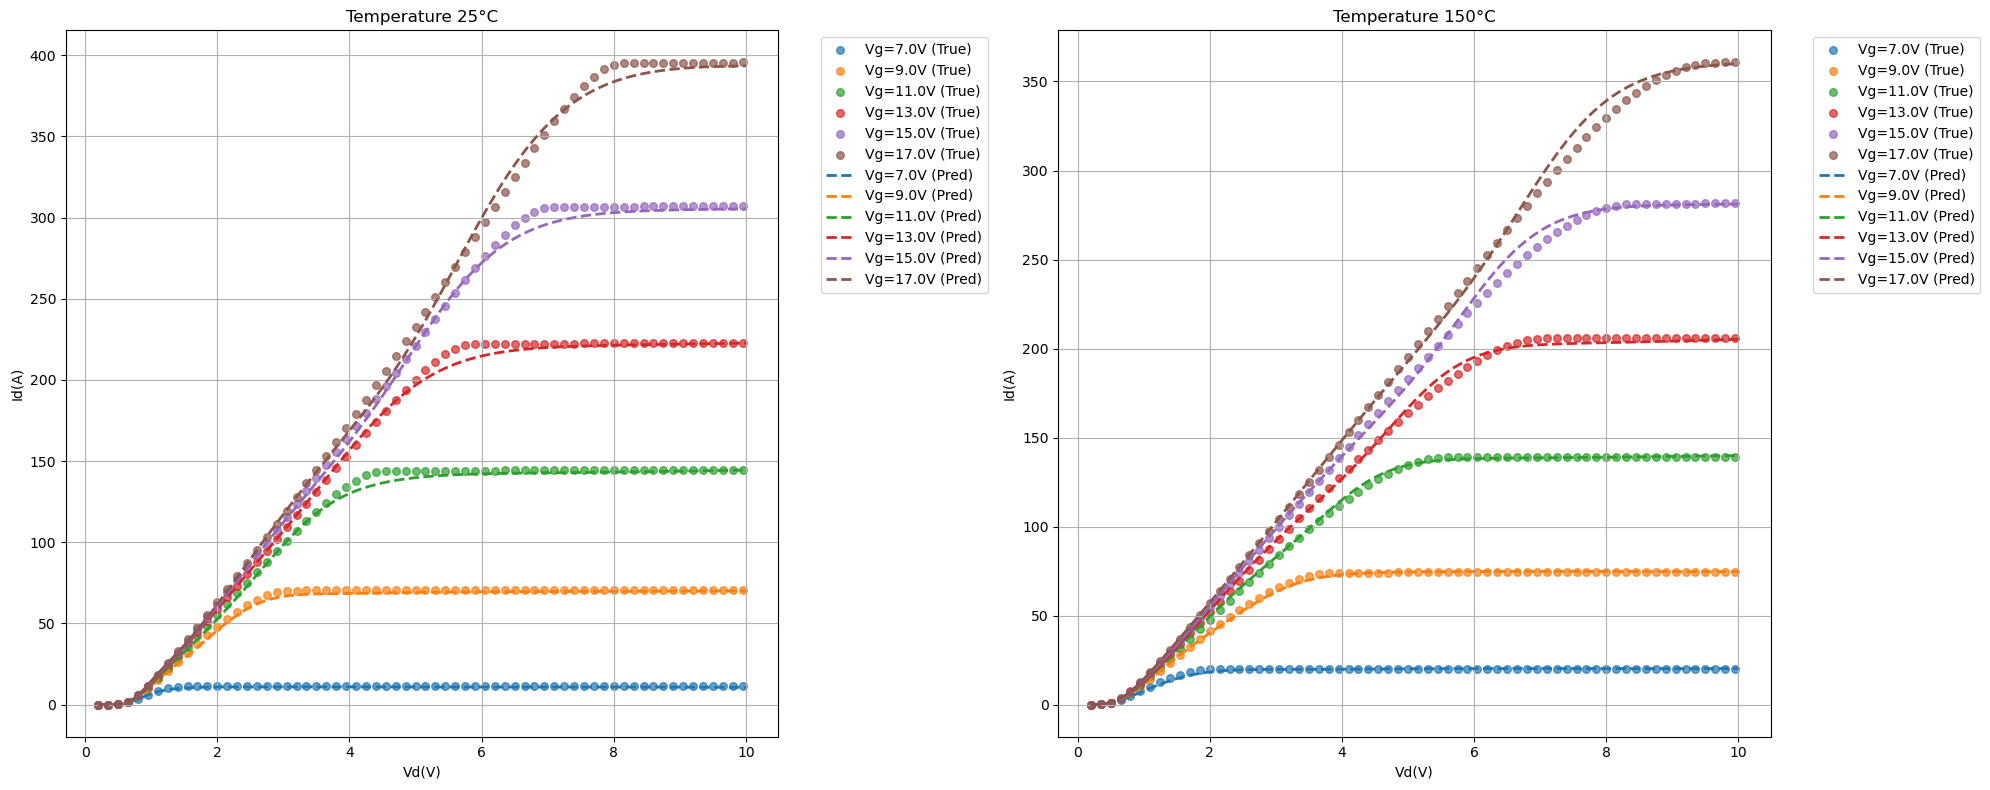 Temperature 25°C
Id(A)
400
350
300
250
200
150
100
50
0
0 2 4 6 8 10
Vd(V)
Vg=7.0V (True)
Vg=9.0V (True)
Vg=11.0V (True)
Vg=13.0V (True)
Vg=15.0V (True)
Vg=17.0V (True)
Vg=7.0V (Pred)
Vg=9.0V (Pred)
Vg=11.0V (Pred)
Vg=13.0V (Pred)
Vg=15.0V (Pred)
Vg=17.0V (Pred)
Temperature 150°C
Id(A)
350
300
250
200
150
100
50
0
0 2 4 6 8 10
Vd(V)
Vg=7.0V (True)
Vg=9.0V (True)
Vg=11.0V (True)
Vg=13.0V (True)
Vg=15.0V (True)
Vg=17.0V (True)
Vg=7.0V (Pred)
Vg=9.0V (Pred)
Vg=11.0V (Pred)
Vg=13.0V (Pred)
Vg=15.0V (Pred)
Vg=17.0V (Pred)